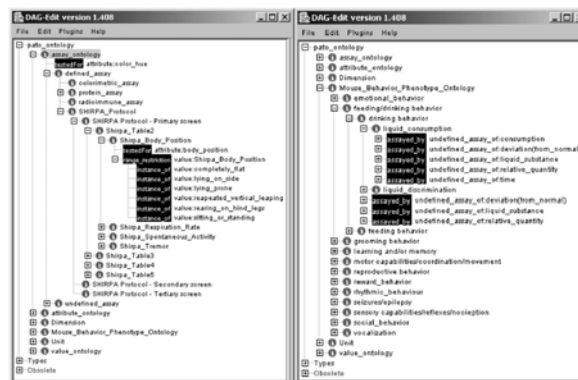 DAG-Edit version 1.408
File Edit Plugins Help
pato_ontology
assay_ontology
testedFor attribute:color_hue
defined_assay
colorimetric_assay
protein_assay
radioimmune_assay
SHIRPA_Protocol
SHIRPA Protocol - Primary screen
Shirpa_Table2
Shirpa_Body_Position
testedFor attribute:body_position
range_restriction value:Shirpa_Body_Position
instance_of value:completely_flat
instance_of value:lying_on_side
instance_of value:lying_prone
instance_of value:reapeated_vertical_leaping
instance_of value:rearing_on_hind_legs
instance_of value:sitting_or_standing
Shirpa_Respiration_Rate
Shirpa_Spontaneous_Activity
Shirpa_Tremor
Shirpa_Table3
Shirpa_Table4
Shirpa_Table5
SHIRPA Protocol - Secondary screen
SHIRPA Protocol - Tertiary screen
undefined_assay
attribute_ontology
Dimension
Mouse_Behavior_Phenotype_Ontology
Unit
value_ontology
Types
Obsolete
DAG-Edit version 1.408
File Edit Plugins Help
pato_ontology
assay_ontology
attribute_ontology
Dimension
Mouse_Behavior_Phenotype_Ontology
emotional_behavior
feeding/drinking behavior
drinking behavior
liquid_consumption
assayed_by undefined_assay_of:consumption
assayed_by undefined_assay_of:deviation(from_normal)
assayed_by undefined_assay_of:liquid_substance
assayed_by undefined_assay_of:relative_quantity
assayed_by undefined_assay_of:time
liquid_discrimination
assayed_by undefined_assay_of:deviation(from_normal)
assayed_by undefined_assay_of:liquid_substance
assayed_by undefined_assay_of:relative_quantity
feeding behavior
grooming behavior
learning and/or memory
motor capabilities/coordination/movement
reproductive behavior
reward_behavior
rhythmic_behaviour
seizures/epilepsy
sensory capabilities/reflexes/nociception
social_behavior
vocalization
Unit
value_ontology
Types
Obsolete